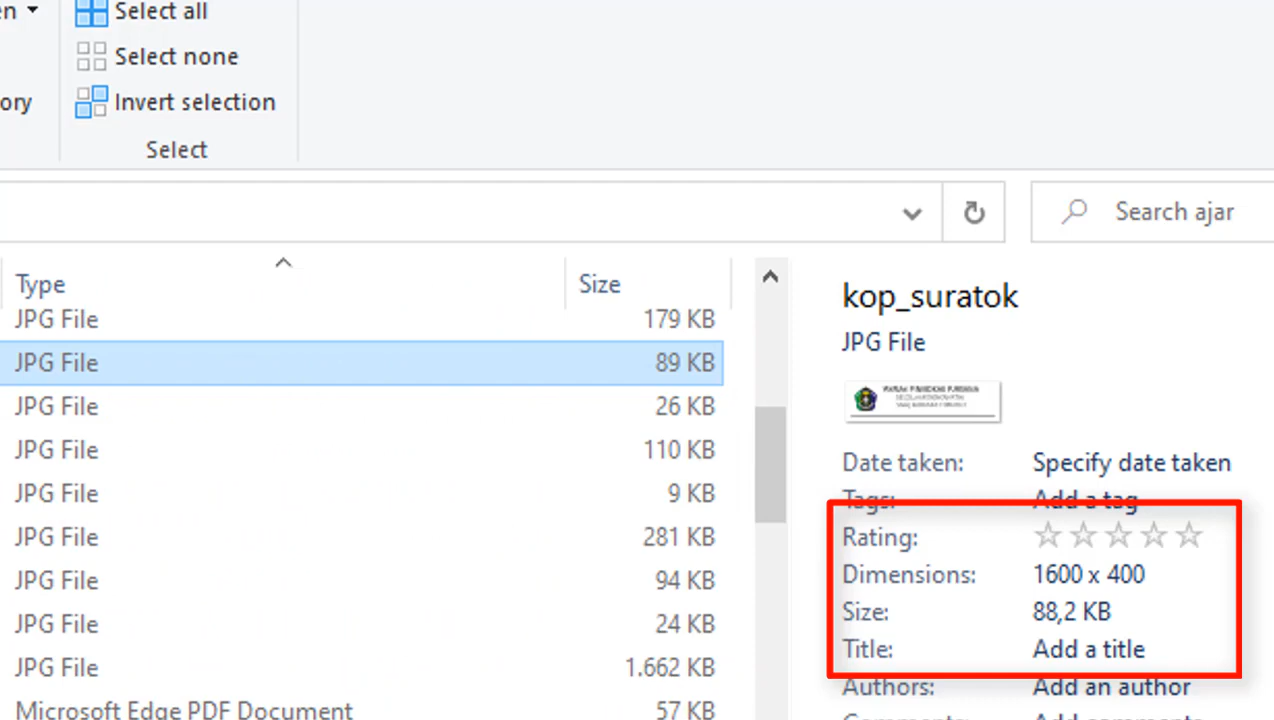 en
Select all
Select none
ory
Invert selection
Select
Search ajar
Type
Size
JPG File 179 KB
JPG File 89 KB
JPG File 26 KB
JPG File 110 KB
JPG File 9 KB
JPG File 281 KB
JPG File 94 KB
JPG File 24 KB
JPG File 1.662 KB
Microsoft Edge PDF Document 57 KB
kop_suratok
JPG File
Date taken: Specify date taken
Tags: Add a tag
Rating:
Dimensions: 1600 x 400
Size: 88,2 KB
Title: Add a title
Authors: Add an author